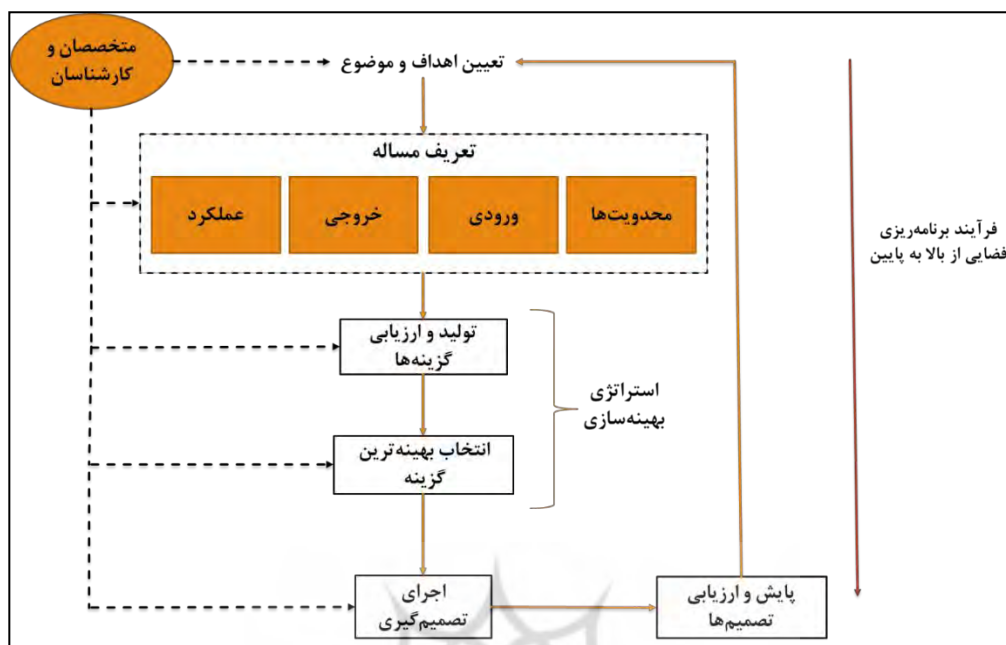 متخصصان و
کارشناسان
تعیین اهداف و موضوع
تعریف مساله
محدویت‌ها
ورودی
خروجی
عملکرد
فرآیند برنامه‌ریزی
فضایی از بالا به پایین
تولید و ارزیابی
گزینه‌ها
استراتژی
بهینه‌سازی
انتخاب بهینه‌ترین
گزینه
اجرای
تصمیم‌گیری
پایش و ارزیابی
تصمیم‌ها